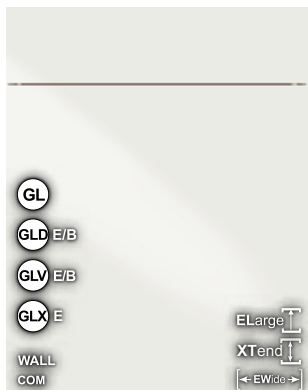 GL
GLD E/B
GLV E/B
GLX E
WALL
COM
ELarge
XTend
EWide